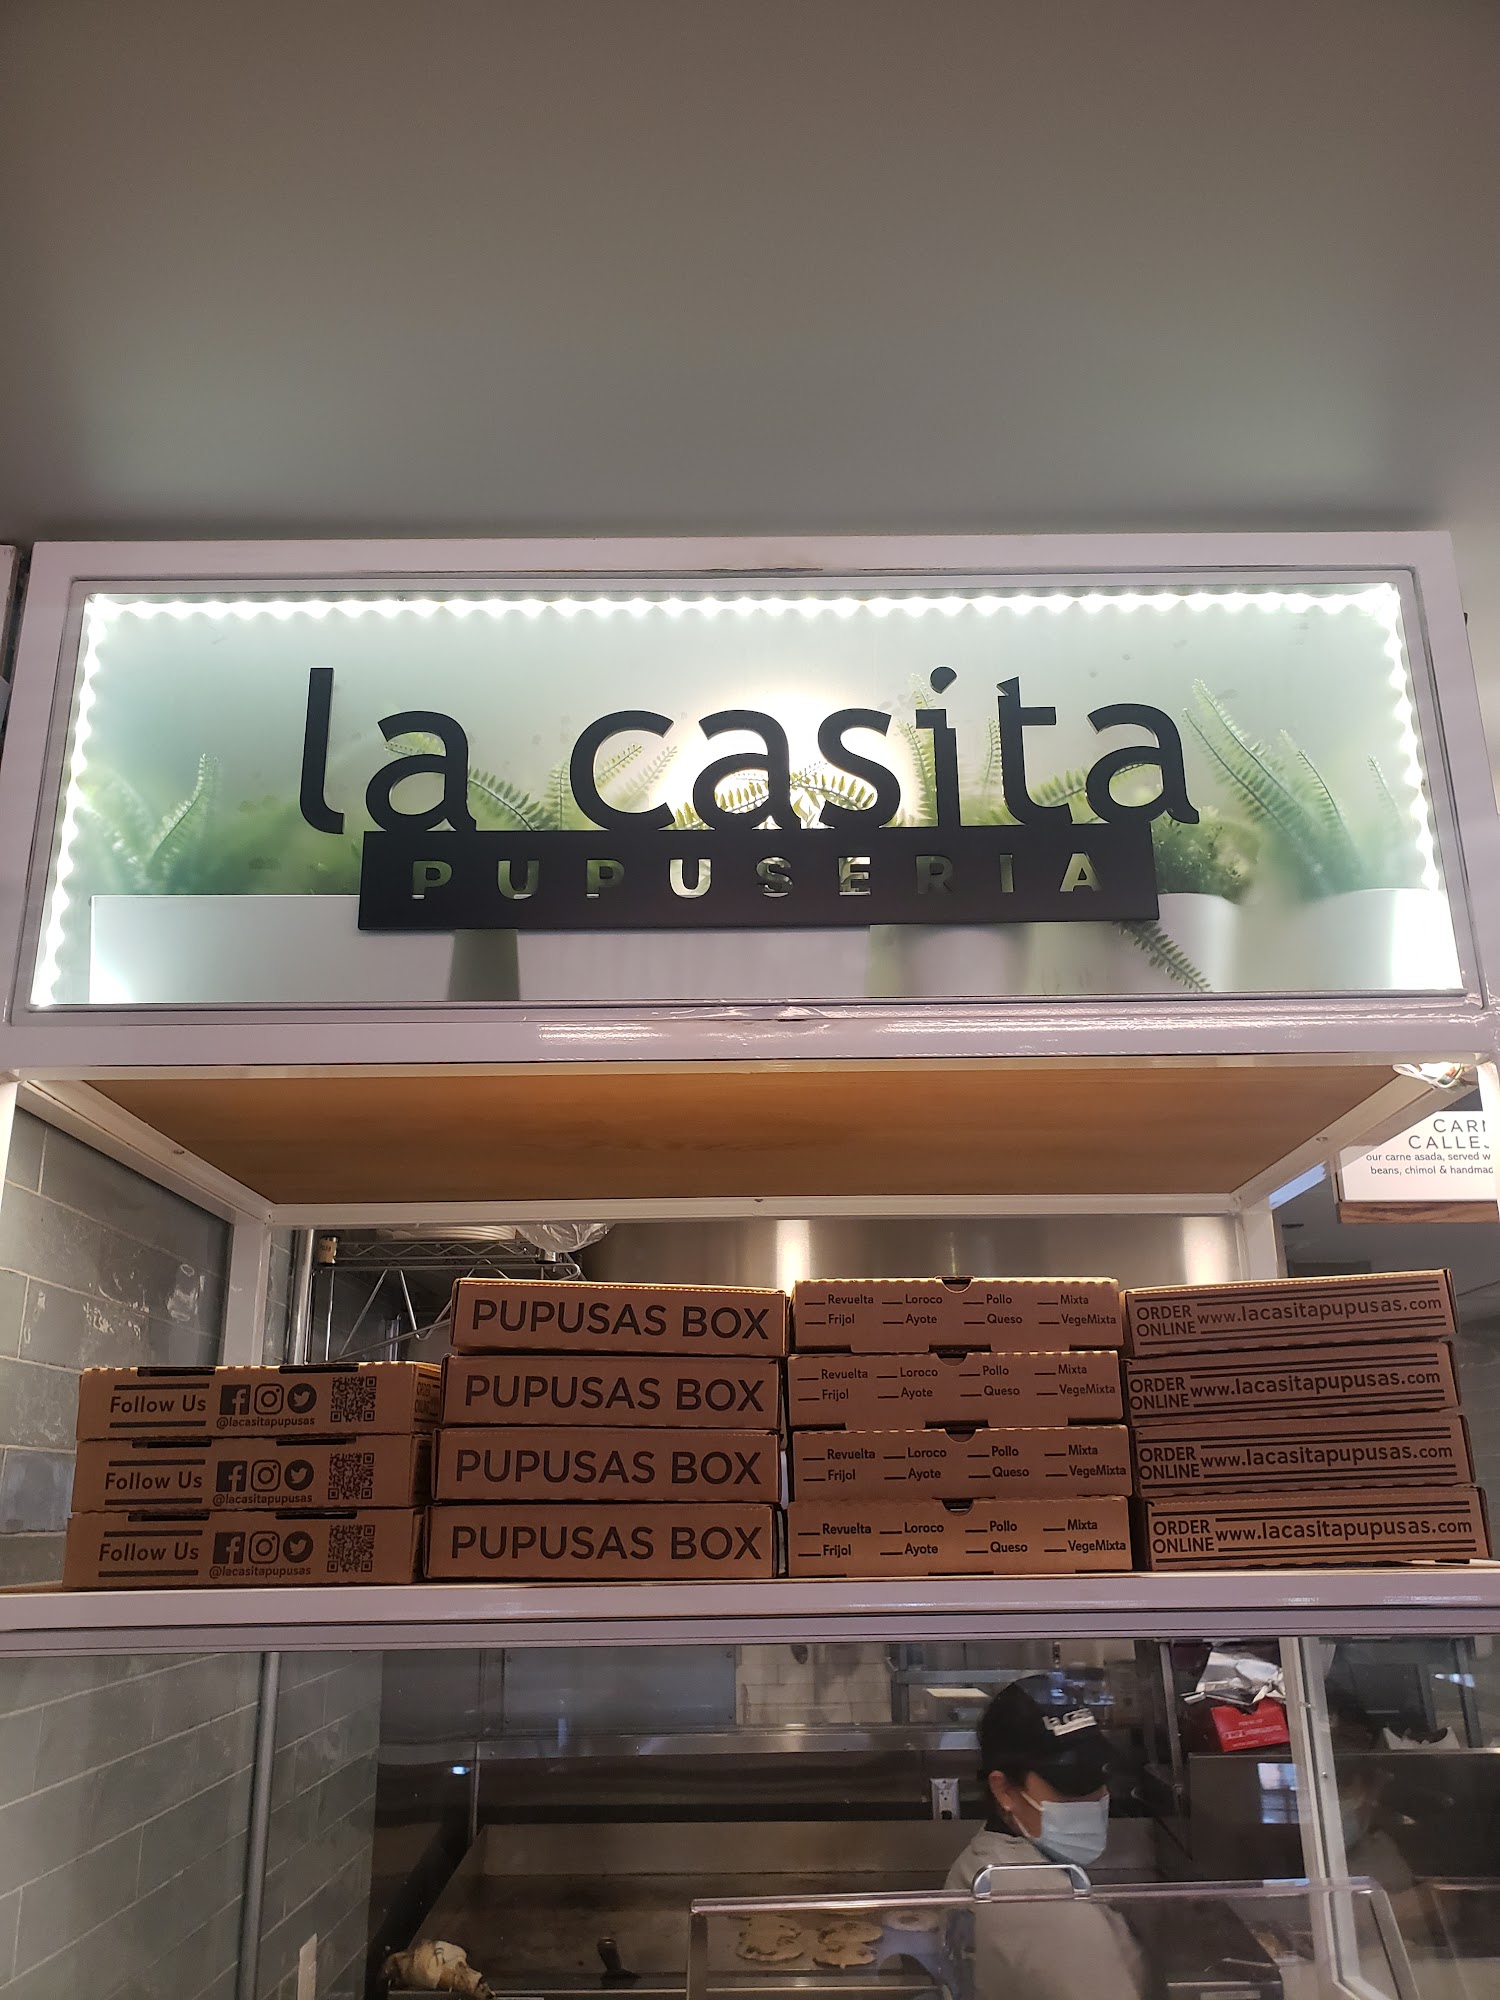 la casita
PUPUSERIA
our carne asada, served
beans, chimol &
PUPUSAS BOX
PUPUSAS BOX
PUPUSAS BOX
PUPUSAS BOX
Revuelta Loroco Pollo Mixta
Frijol Ayote Queso VegeMixta
Revuelta Loroco Pollo Mixta
Frijol Ayote Queso VegeMixta
Revuelta Loroco Pollo Mixta
Frijol Ayote Queso VegeMixta
Revuelta Loroco Pollo Mixta
Frijol Ayote Queso VegeMixta
ORDER ONLINE www.lacasitapupusas.com
ORDER ONLINE www.lacasitapupusas.com
ORDER ONLINE www.lacasitapupusas.com
ORDER ONLINE www.lacasitapupusas.com
Follow Us
@lacasitapupusas
Follow Us
@lacasitapupusas
Follow Us
@lacasitapupusas
la